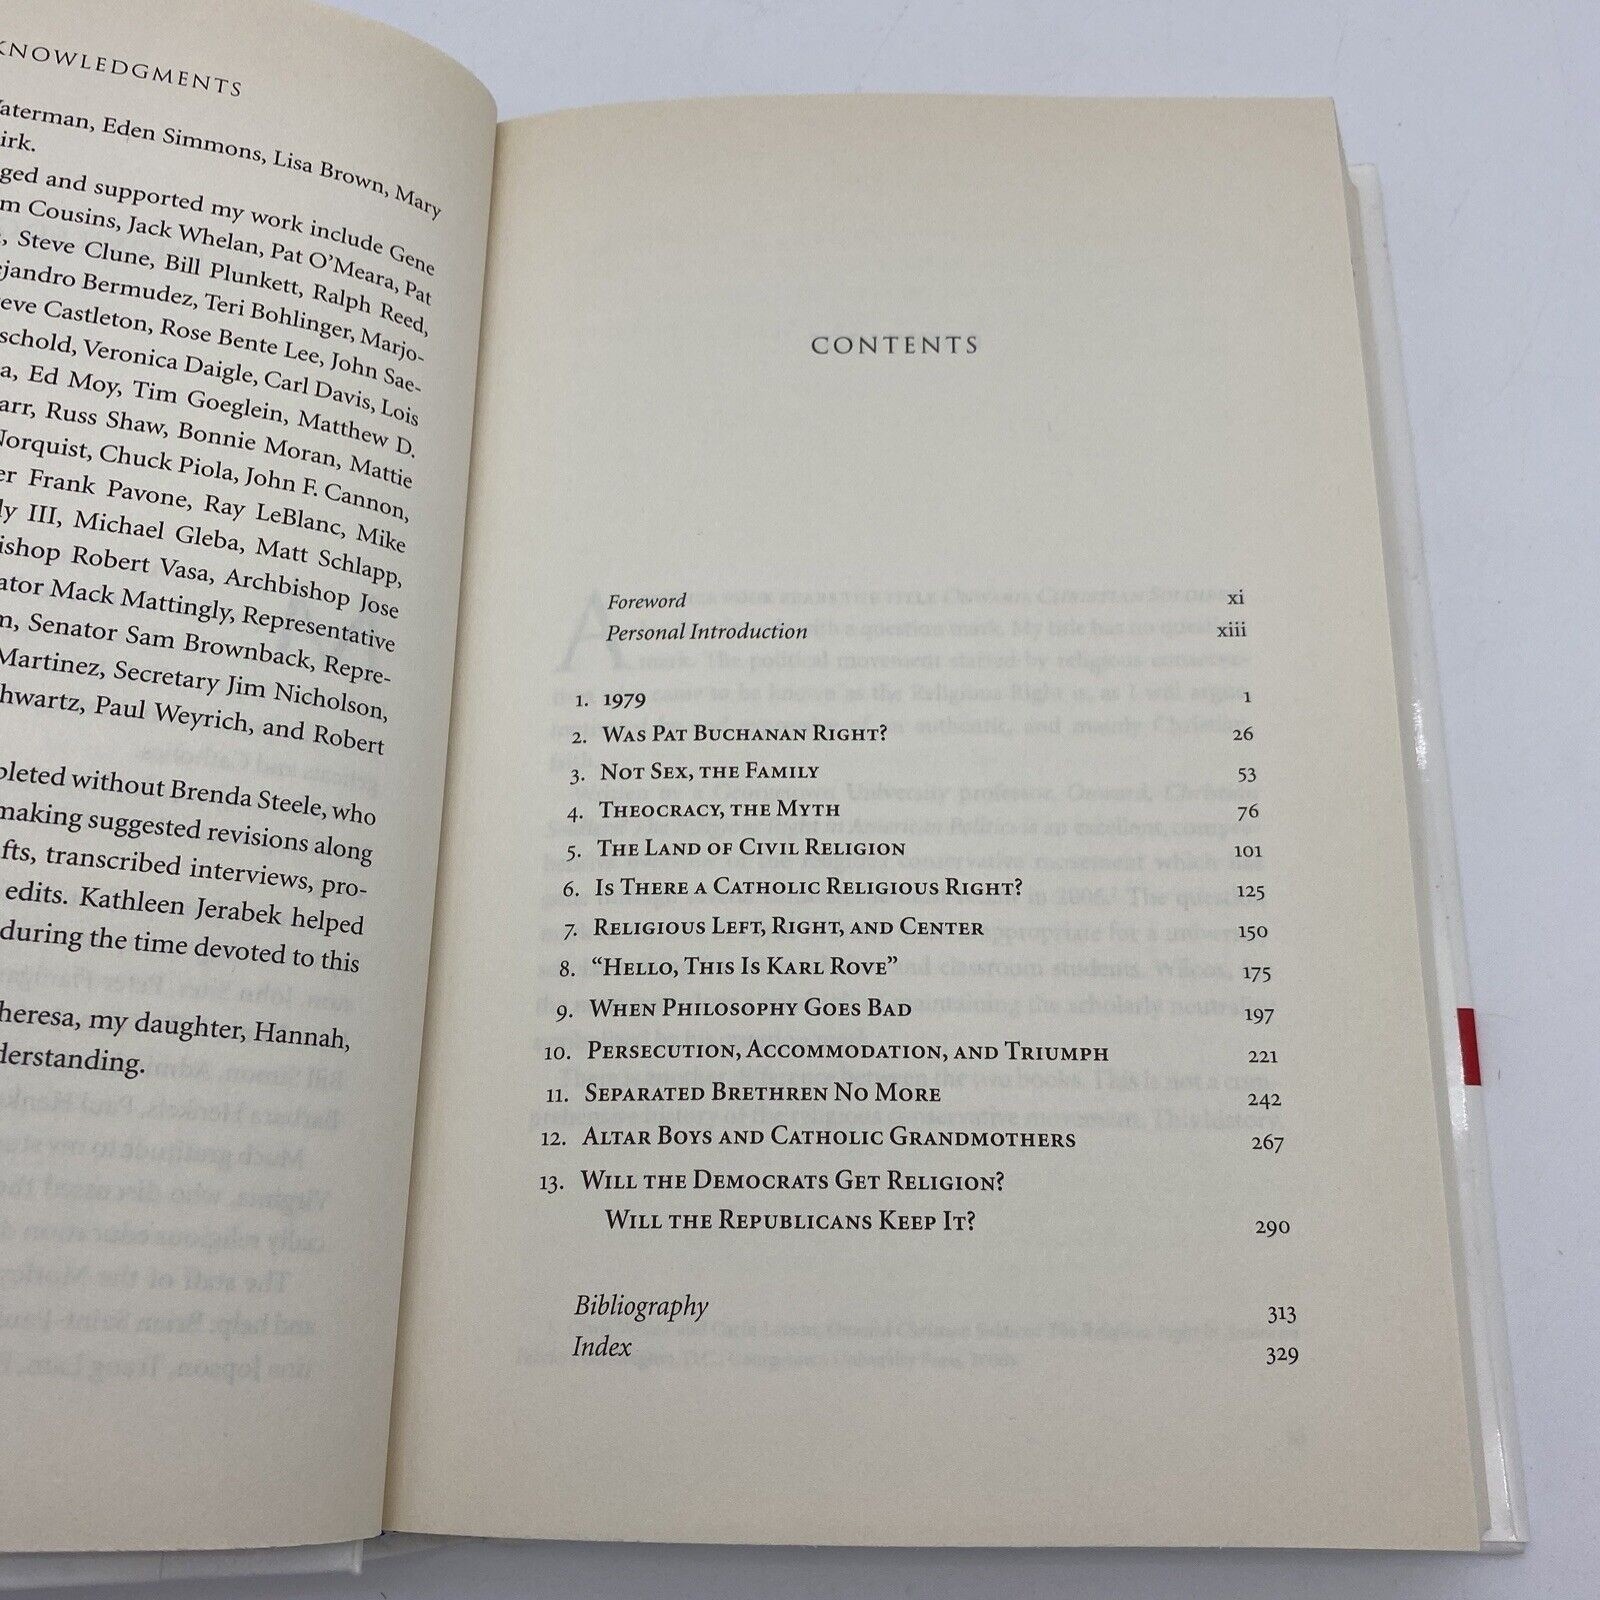 KNOWLEDGMENTS
aterman, Eden Simmons, Lisa Brown, Mary
irk.
ged and supported my work include Gene
m Cousins, Jack Whelan, Pat O'Meara, Pat
, Steve Clune, Bill Plunkett, Ralph Reed,
ejandro Bermudez, Teri Bohlinger, Marjo-
eve Castleton, Rose Bente Lee, John Sae-
schold, Veronica Daigle, Carl Davis, Lois
a, Ed Moy, Tim Goeglein, Matthew D.
arr, Russ Shaw, Bonnie Moran, Mattie
Norquist, Chuck Piola, John F. Cannon,
er Frank Pavone, Ray LeBlanc, Mike
ly III, Michael Gleba, Matt Schlapp,
ishop Robert Vasa, Archbishop Jose
ator Mack Mattingly, Representative
m, Senator Sam Brownback, Repre-
Martinez, Secretary Jim Nicholson,
chwartz, Paul Weyrich, and Robert
pleted without Brenda Steele, who
making suggested revisions along
fts, transcribed interviews, pro-
edits. Kathleen Jerabek helped
during the time devoted to this
heresa, my daughter, Hannah,
derstanding.
CONTENTS
Foreword xi
Personal Introduction xiii
1. 1979 1
2. Was Pat Buchanan Right? 26
3. Not Sex, the Family 53
4. Theocracy, the Myth 76
5. The Land of Civil Religion 101
6. Is There a Catholic Religious Right? 125
7. Religious Left, Right, and Center 150
8. "Hello, This Is Karl Rove" 175
9. When Philosophy Goes Bad 197
10. Persecution, Accommodation, and Triumph 221
11. Separated Brethren No More 242
12. Altar Boys and Catholic Grandmothers 267
13. Will the Democrats Get Religion?
Will the Republicans Keep It? 290
Bibliography 313
Index 329